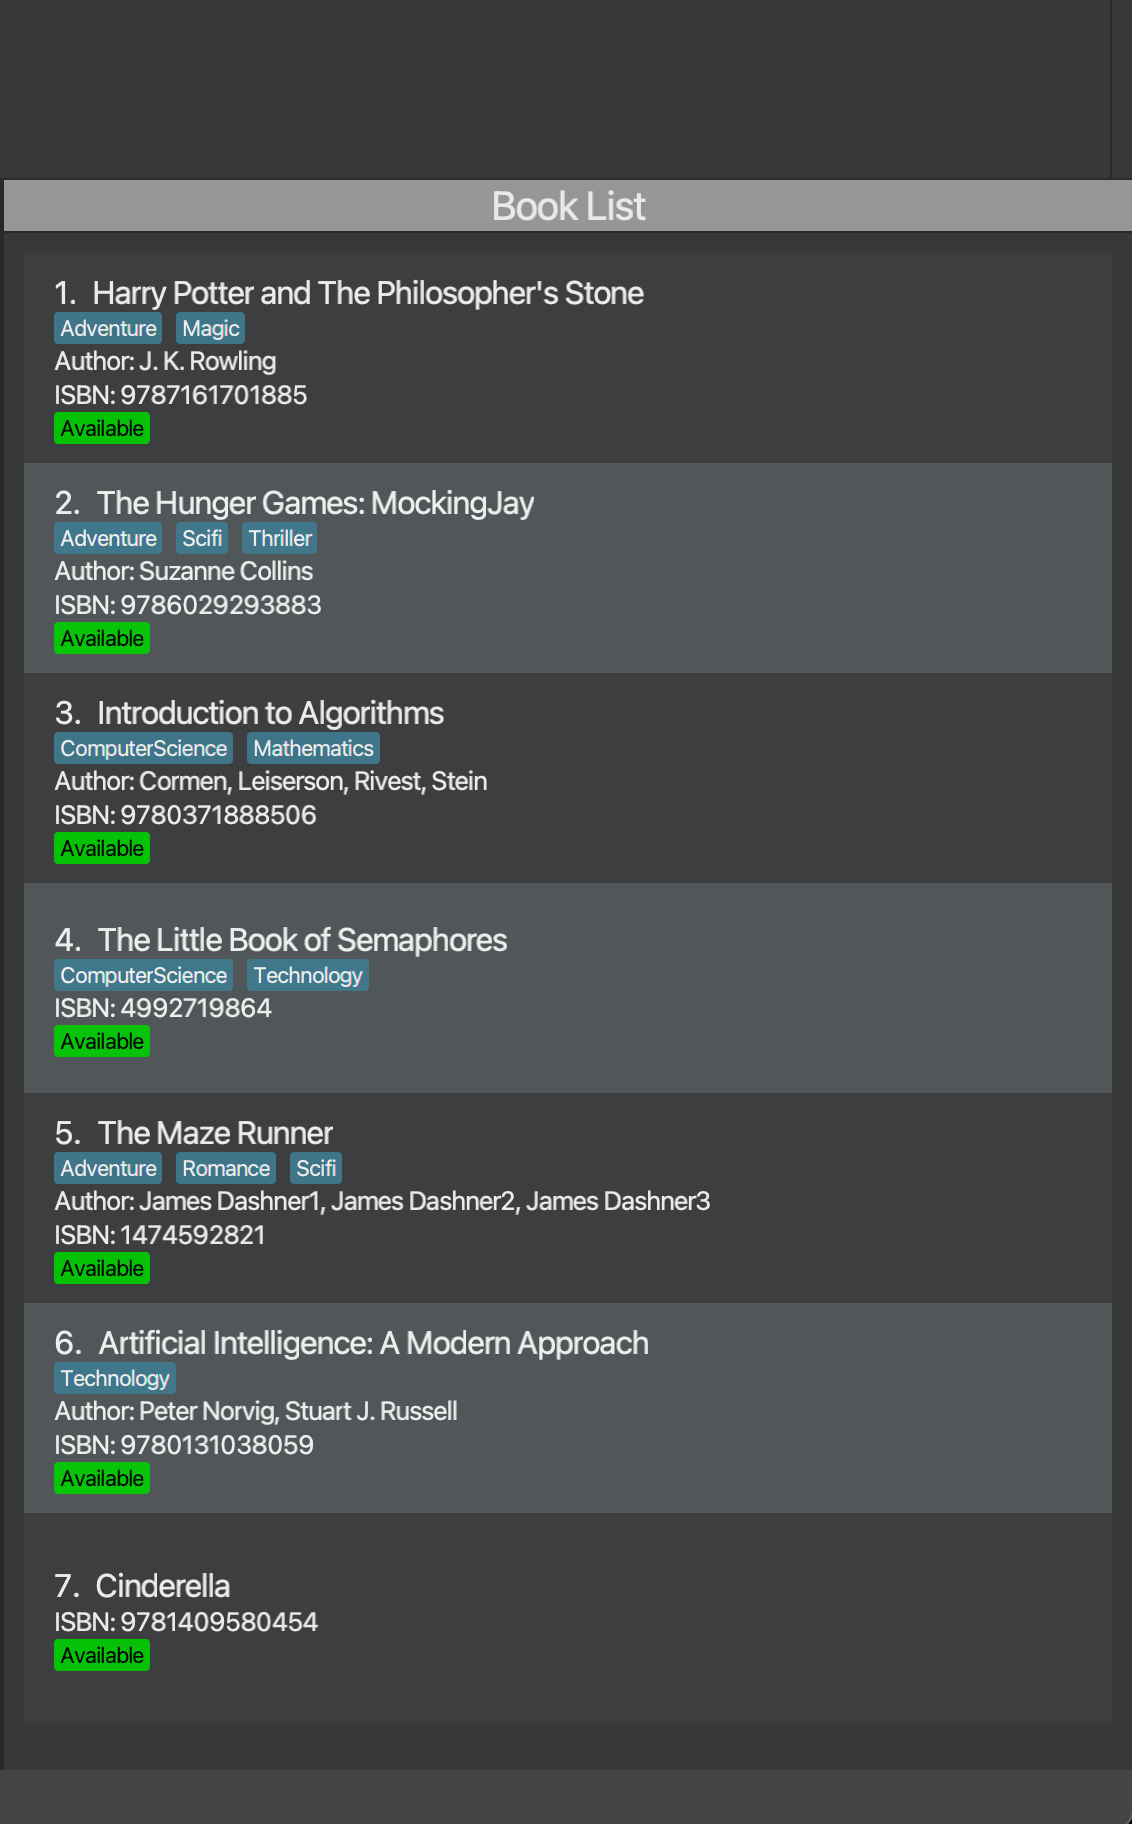 Book List
1. Harry Potter and The Philosopher's Stone
Adventure Magic
Author: J. K. Rowling
ISBN: 9787161701885
Available
2. The Hunger Games: MockingJay
Adventure Scifi Thriller
Author: Suzanne Collins
ISBN: 9786029293883
Available
3. Introduction to Algorithms
ComputerScience Mathematics
Author: Cormen, Leiserson, Rivest, Stein
ISBN: 9780371888506
Available
4. The Little Book of Semaphores
ComputerScience Technology
ISBN: 4992719864
Available
5. The Maze Runner
Adventure Romance Scifi
Author: James Dashner1, James Dashner2, James Dashner3
ISBN: 1474592821
Available
6. Artificial Intelligence: A Modern Approach
Technology
Author: Peter Norvig, Stuart J. Russell
ISBN: 9780131038059
Available
7. Cinderella
ISBN: 9781409580454
Available